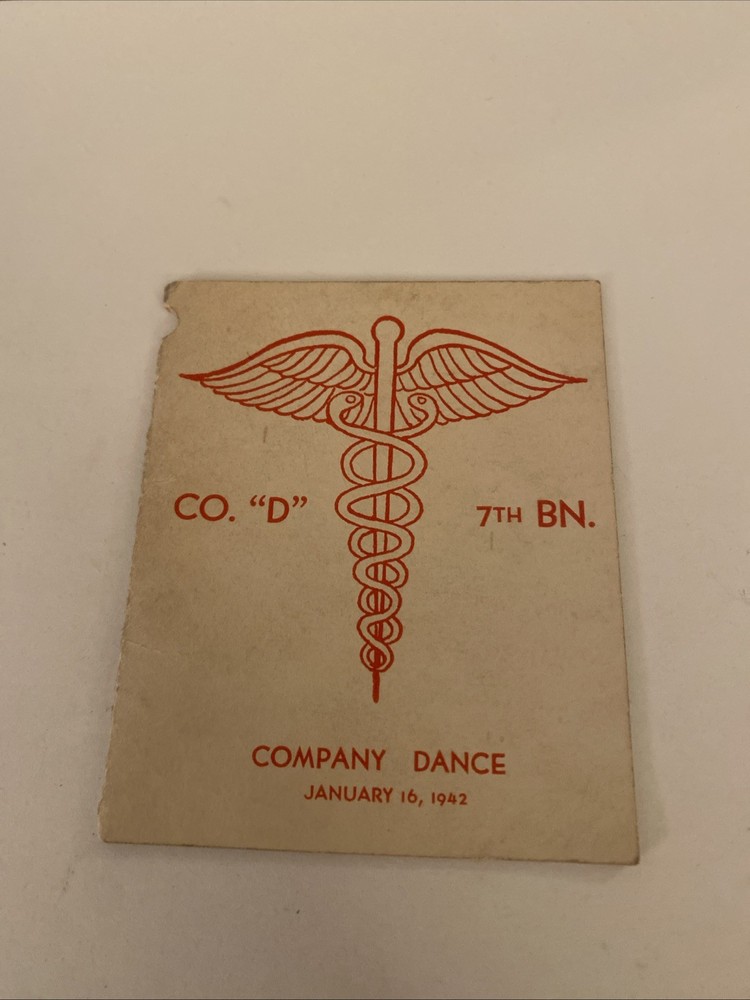 CO. “D” 7TH BN.
COMPANY DANCE
JANUARY 16, 1942